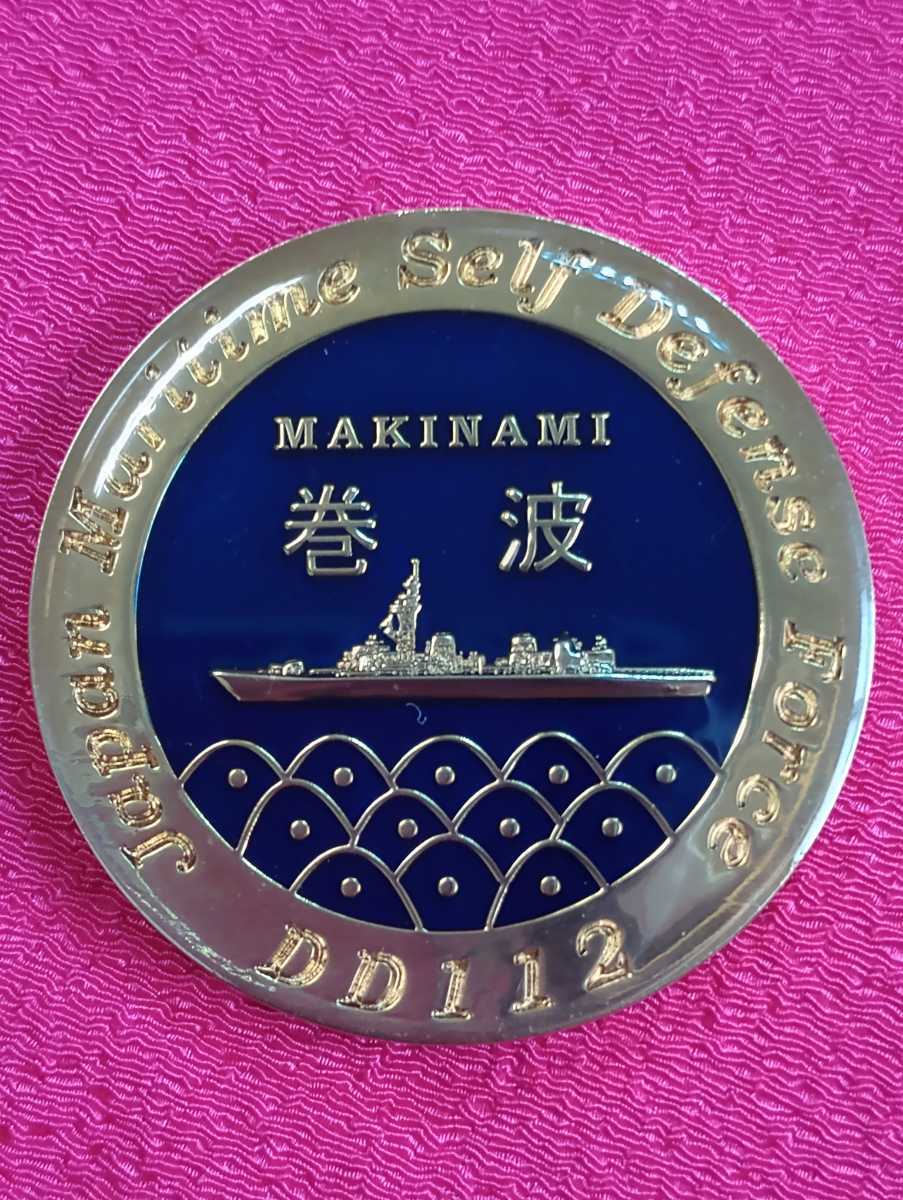 Japan Maritime Self Defense Force
MAKINAMI
巻波
DD112